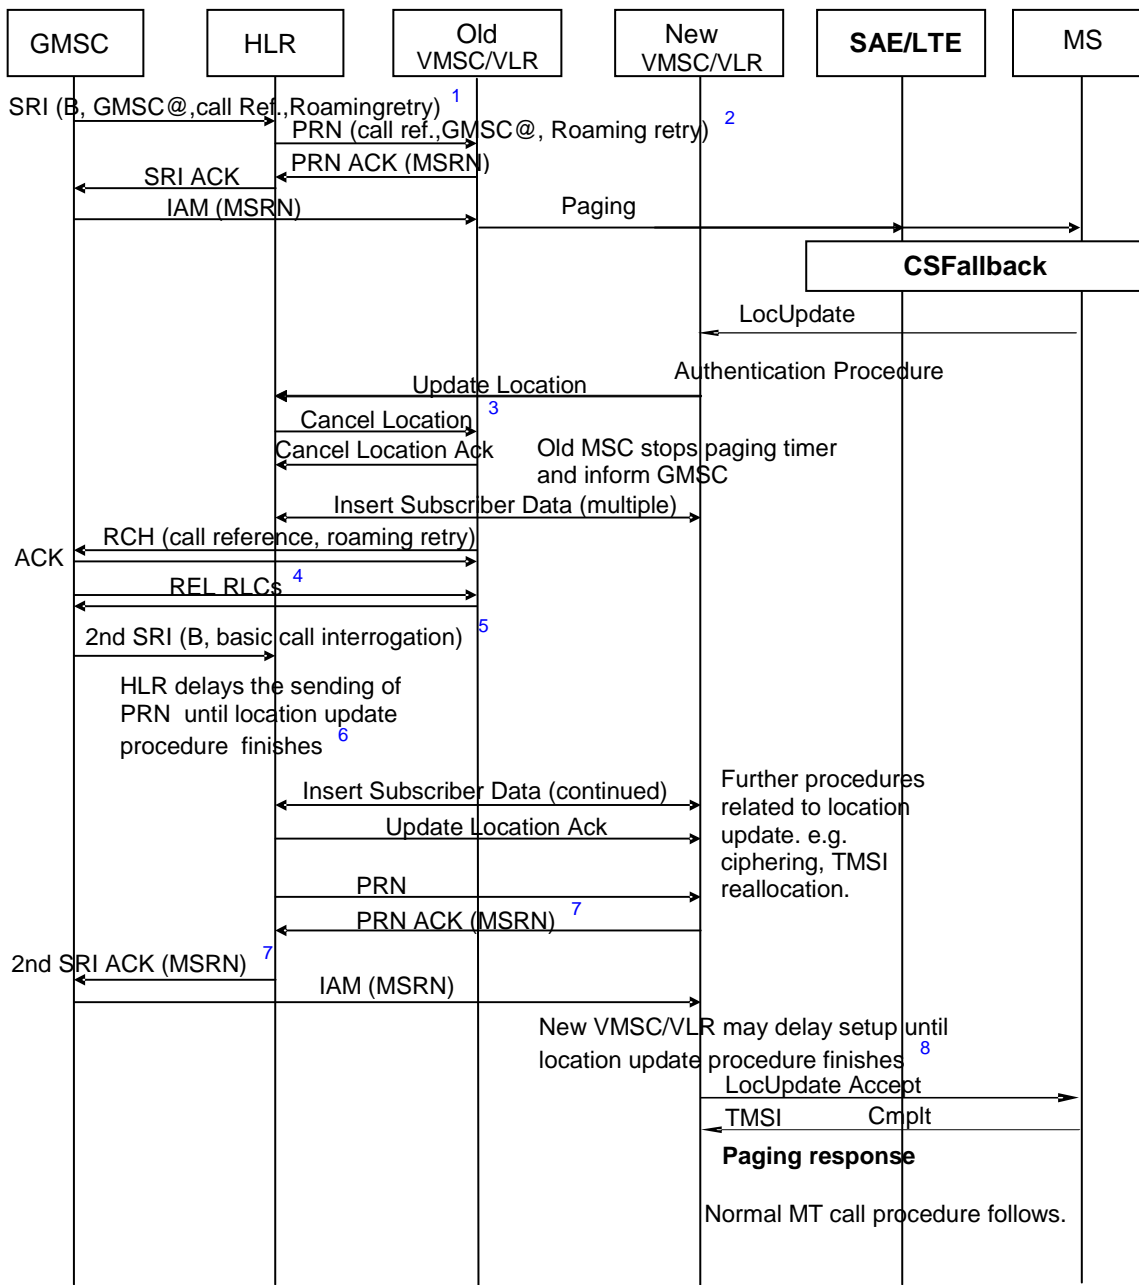 GMSC
HLR
Old
VMSC/VLR
New
VMSC/VLR
SAE/LTE
MS
SRI (B, GMSC@,call Ref.,Roamingretry) 1
PRN (call ref.,GMSC@, Roaming retry) 2
PRN ACK (MSRN)
SRI ACK
IAM (MSRN)
Paging
CSFallback
LocUpdate
Authentication Procedure
Update Location
Cancel Location 3
Cancel Location Ack
Old MSC stops paging timer
and inform GMSC
Insert Subscriber Data (multiple)
RCH (call reference, roaming retry)
ACK
REL RLCs 4
2nd SRI (B, basic call interrogation) 5
HLR delays the sending of
PRN until location update
procedure finishes 6
Insert Subscriber Data (continued)
Update Location Ack
Further procedures
related to location
update. e.g.
ciphering, TMSI
reallocation.
PRN
PRN ACK (MSRN) 7
2nd SRI ACK (MSRN) 7
IAM (MSRN)
New VMSC/VLR may delay setup until
location update procedure finishes 8
LocUpdate Accept
TMSI Cmplt
Paging response
Normal MT call procedure follows.